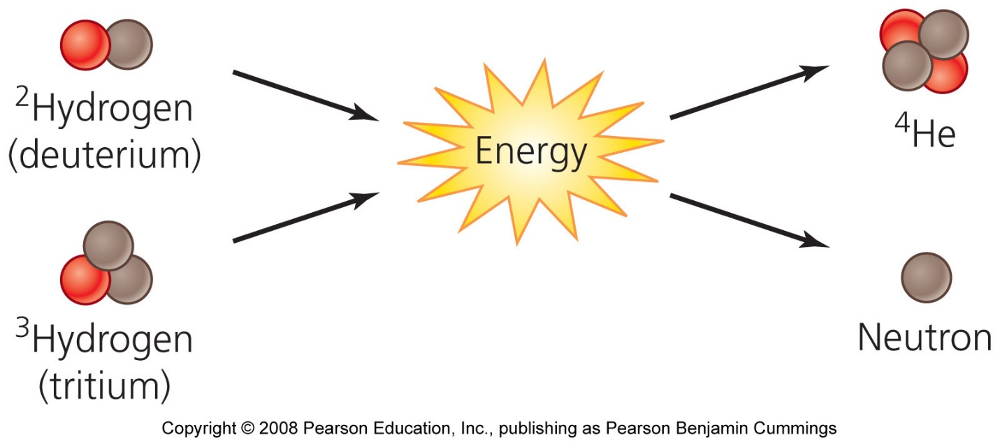 ²Hydrogen
(deuterium)
³Hydrogen
(tritium)
Energy
⁴He
Neutron
Copyright © 2008 Pearson Education, Inc., publishing as Pearson Benjamin Cummings